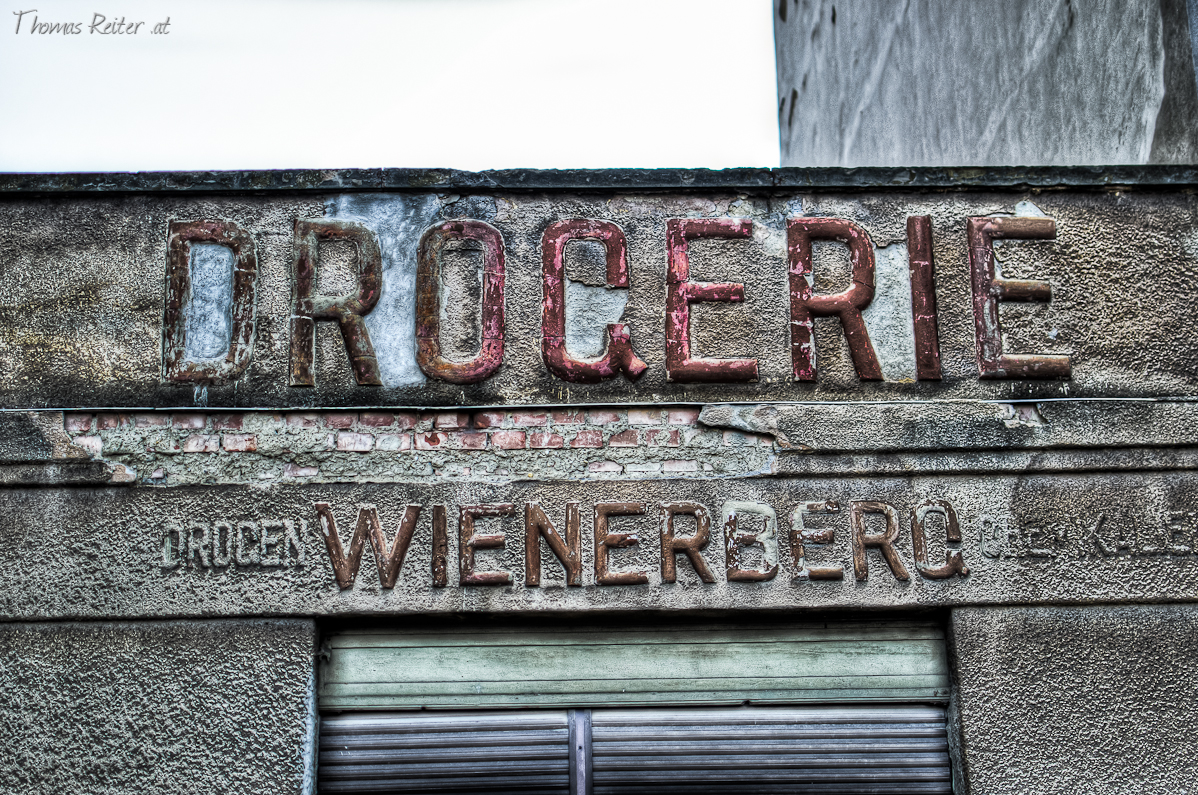 Thomas Reiter .at
DROGERIE
DROGEN WIENERBERG